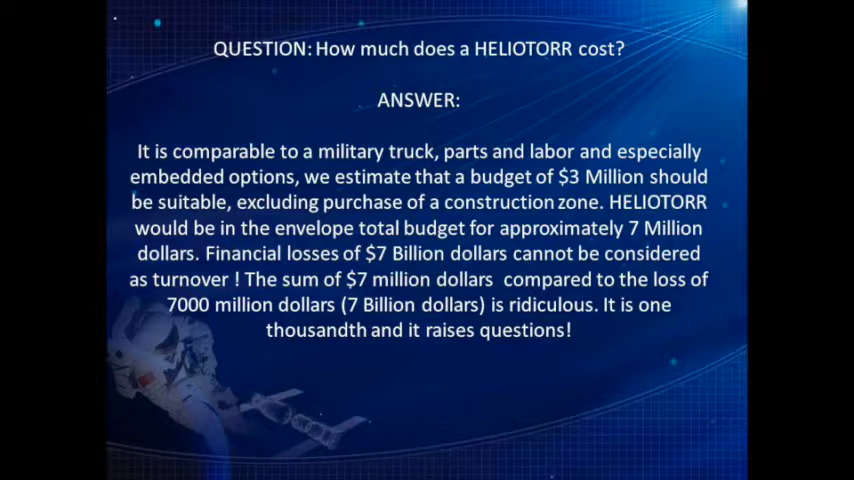 QUESTION: How much does a HELIOTORR cost?
ANSWER:
It is comparable to a military truck, parts and labor and especially
embedded options, we estimate that a budget of $3 Million should
be suitable, excluding purchase of a construction zone. HELIOTORR
would be in the envelope total budget for approximately 7 Million
dollars. Financial losses of $7 Billion dollars cannot be considered
as turnover ! The sum of $7 million dollars compared to the loss of
7000 million dollars (7 Billion dollars) is ridiculous. It is one
thousandth and it raises questions!